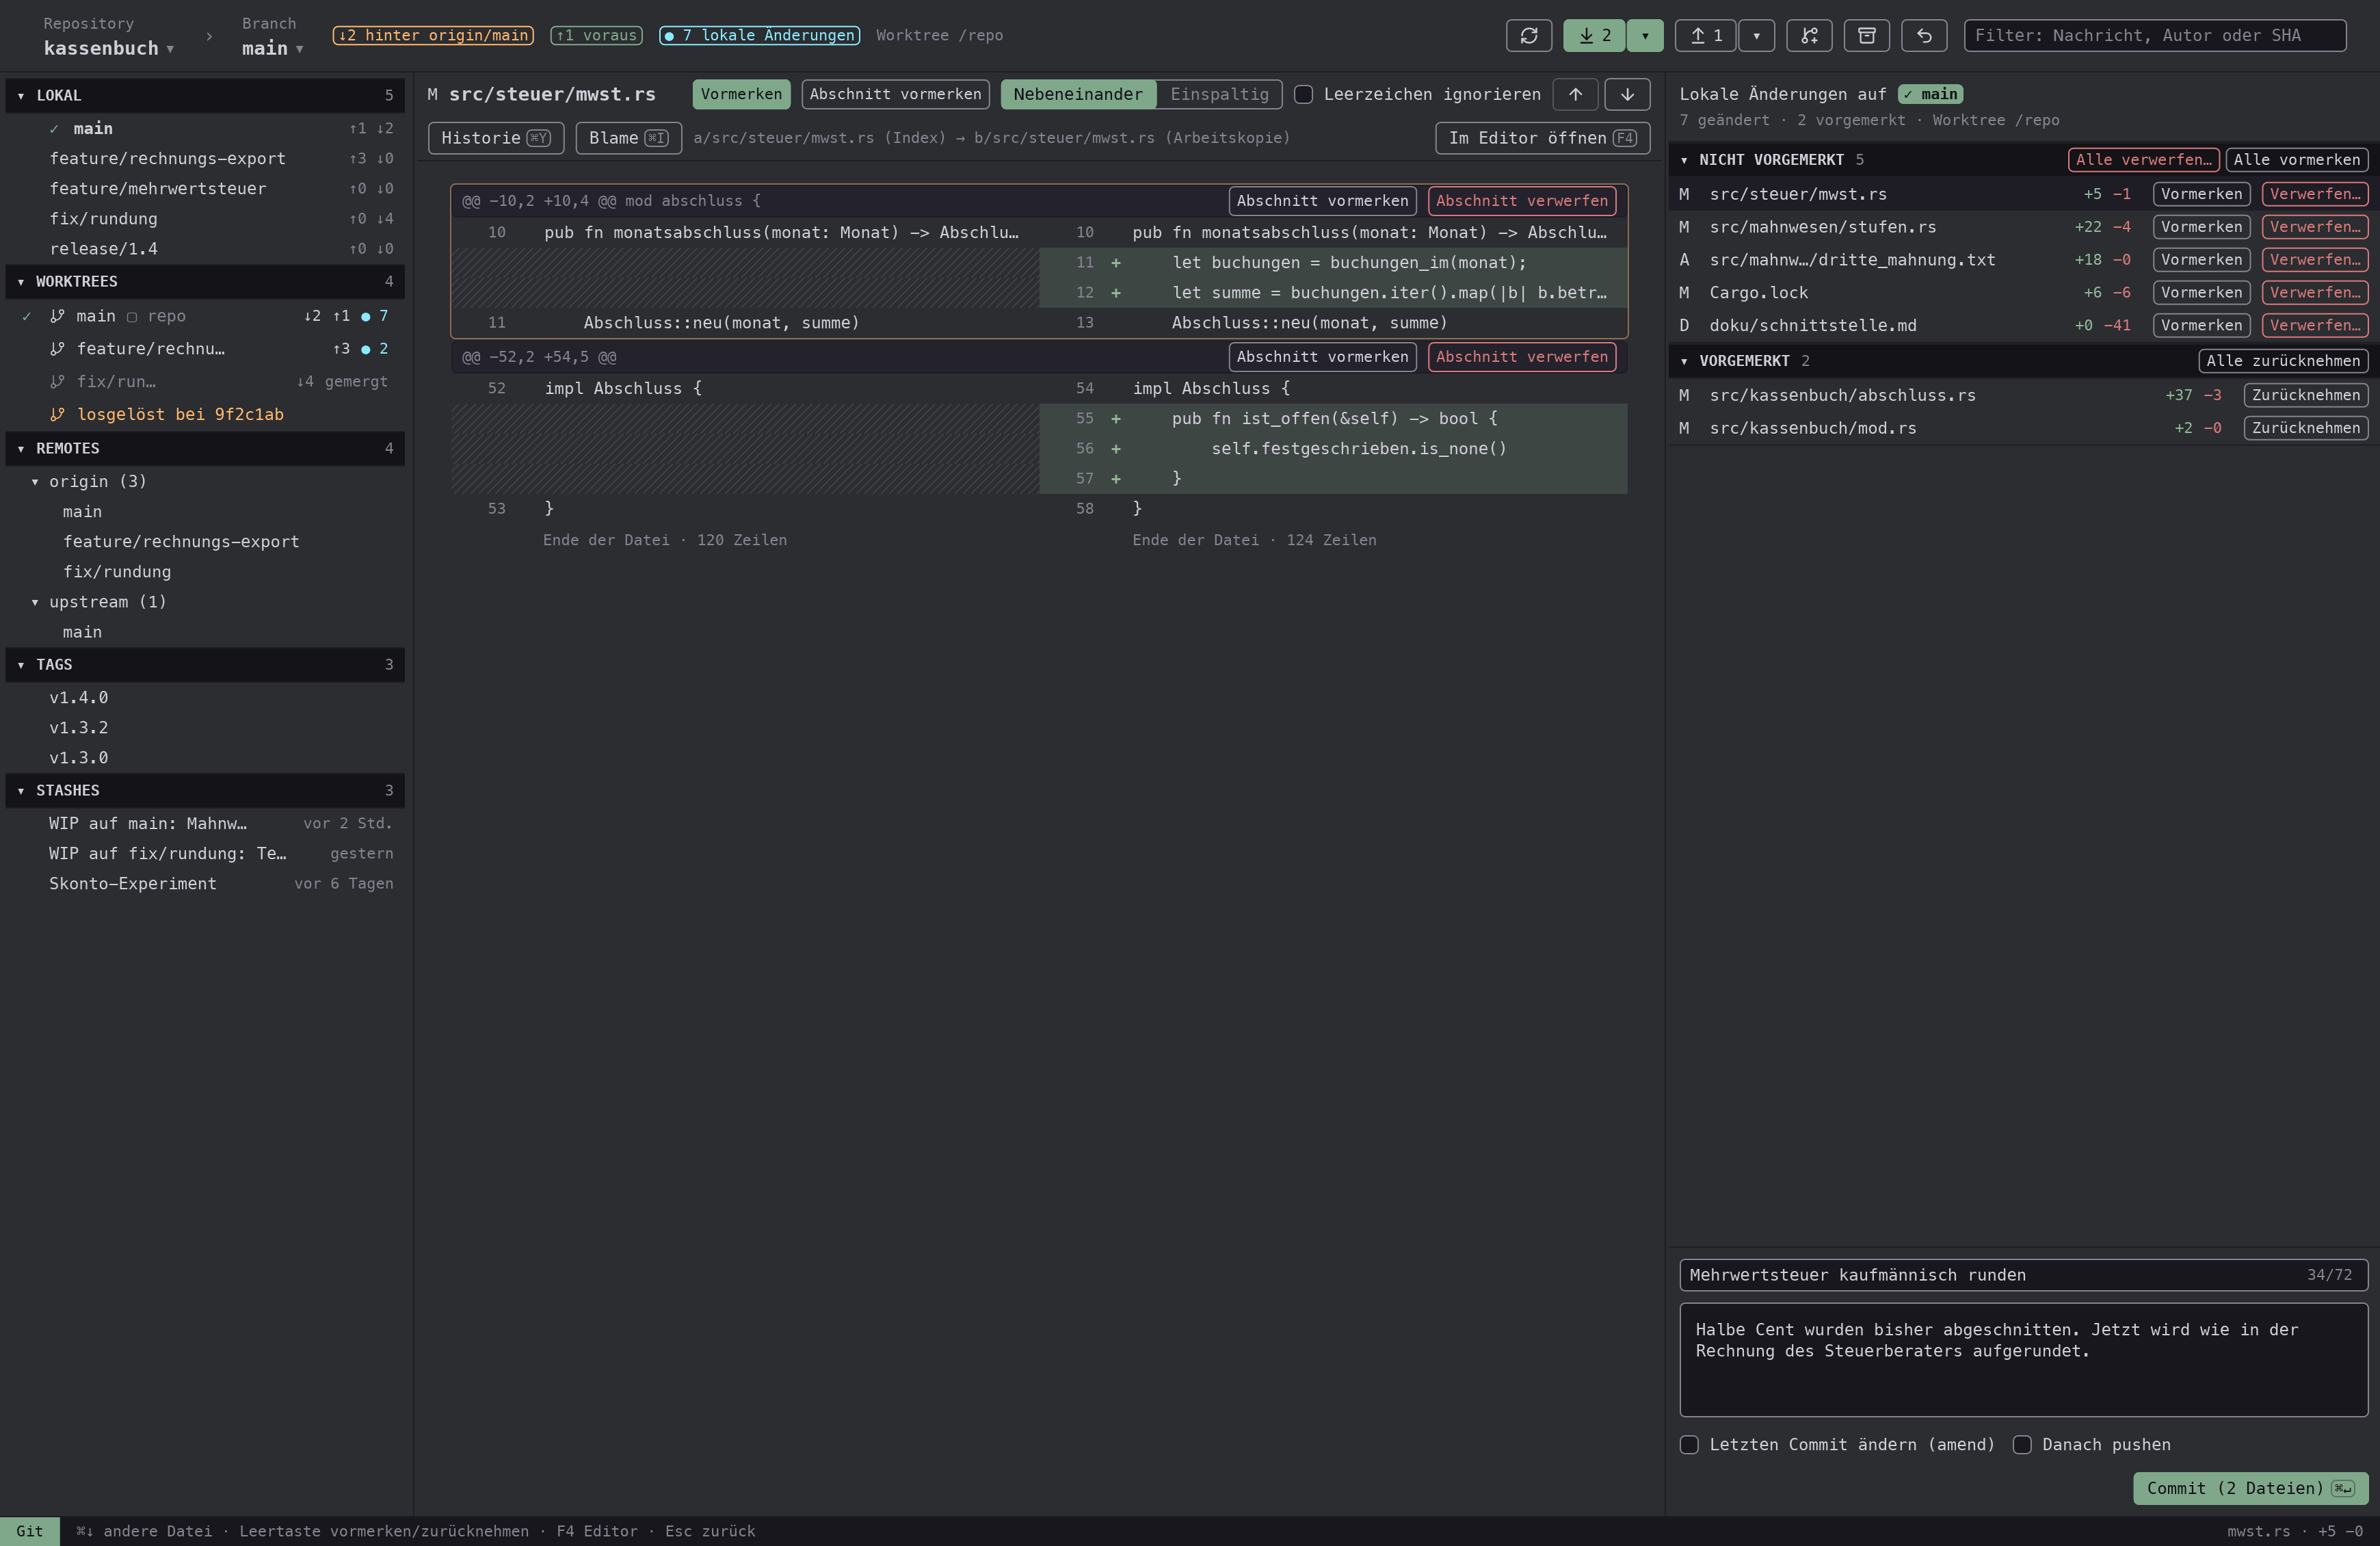 Repository
kassenbuch ▾
›
Branch
main ▾
↓2 hinter origin/main
↑1 voraus
● 7 lokale Änderungen
Worktree /repo
2 ▾
1 ▾
Filter: Nachricht, Autor oder SHA
▾ LOKAL 5
✓ main ↑1 ↓2
feature/rechnungs-export ↑3 ↓0
feature/mehrwertsteuer ↑0 ↓0
fix/rundung ↑0 ↓4
release/1.4 ↑0 ↓0
▾ WORKTREES 4
✓ main ▢ repo ↓2 ↑1 ● 7
feature/rechnu… ↑3 ● 2
fix/run… ↓4 gemergt
losgelöst bei 9f2c1ab
▾ REMOTES 4
▾ origin (3)
main
feature/rechnungs-export
fix/rundung
▾ upstream (1)
main
▾ TAGS 3
v1.4.0
v1.3.2
v1.3.0
▾ STASHES 3
WIP auf main: Mahnw… vor 2 Std.
WIP auf fix/rundung: Te… gestern
Skonto-Experiment vor 6 Tagen
M src/steuer/mwst.rs Vormerken Abschnitt vormerken Nebeneinander Einspaltig Leerzeichen ignorieren ↑ ↓
Historie ⌘Y Blame ⌘I a/src/steuer/mwst.rs (Index) → b/src/steuer/mwst.rs (Arbeitskopie) Im Editor öffnen F4
@@ −10,2 +10,4 @@ mod abschluss { Abschnitt vormerken Abschnitt verwerfen
10 pub fn monatsabschluss(monat: Monat) −> Abschlu… 10 pub fn monatsabschluss(monat: Monat) −> Abschlu…
11 + let buchungen = buchungen_im(monat);
12 + let summe = buchungen.iter().map(|b| b.betr…
11 Abschluss::neu(monat, summe) 13 Abschluss::neu(monat, summe)
@@ −52,2 +54,5 @@ Abschnitt vormerken Abschnitt verwerfen
52 impl Abschluss { 54 impl Abschluss {
55 + pub fn ist_offen(&self) −> bool {
56 + self.festgeschrieben.is_none()
57 + }
53 } 58 }
Ende der Datei · 120 Zeilen Ende der Datei · 124 Zeilen
Lokale Änderungen auf ✓ main
7 geändert · 2 vorgemerkt · Worktree /repo
▾ NICHT VORGEMERKT 5 Alle verwerfen… Alle vormerken
M src/steuer/mwst.rs +5 −1 Vormerken Verwerfen…
M src/mahnwesen/stufen.rs +22 −4 Vormerken Verwerfen…
A src/mahnw…/dritte_mahnung.txt +18 −0 Vormerken Verwerfen…
M Cargo.lock +6 −6 Vormerken Verwerfen…
D doku/schnittstelle.md +0 −41 Vormerken Verwerfen…
▾ VORGEMERKT 2 Alle zurücknehmen
M src/kassenbuch/abschluss.rs +37 −3 Zurücknehmen
M src/kassenbuch/mod.rs +2 −0 Zurücknehmen
Mehrwertsteuer kaufmännisch runden 34/72
Halbe Cent wurden bisher abgeschnitten. Jetzt wird wie in der
Rechnung des Steuerberaters aufgerundet.
Letzten Commit ändern (amend) Danach pushen
Commit (2 Dateien) ⌘↵
Git ⌘↓ andere Datei · Leertaste vormerken/zurücknehmen · F4 Editor · Esc zurück mwst.rs · +5 −0